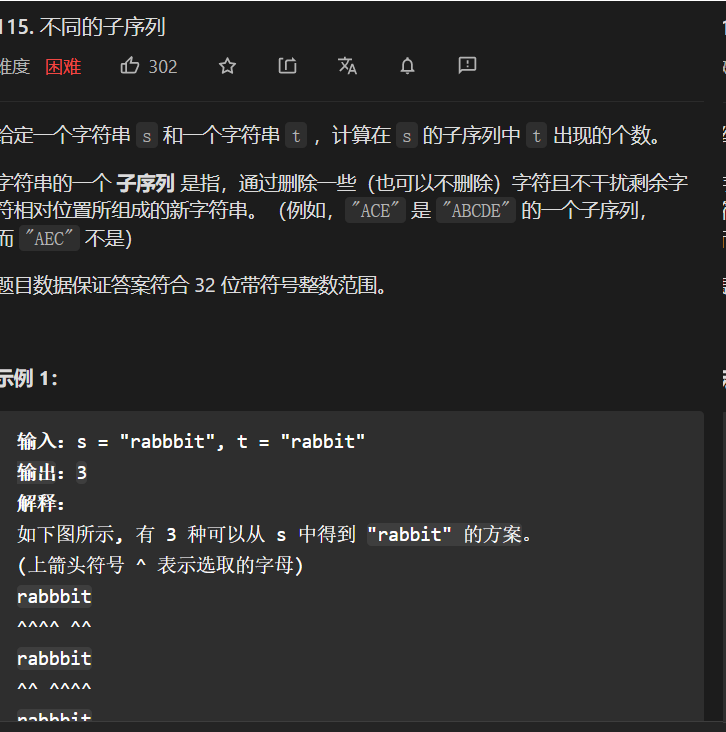 115. 不同的子序列
难度 困难 302
给定一个字符串 s 和一个字符串 t ，计算在 s 的子序列中 t 出现的个数。
字符串的一个 子序列 是指，通过删除一些（也可以不删除）字符且不干扰剩余字
符相对位置所组成的新字符串。（例如，"ACE" 是 "ABCDE" 的一个子序列，
而 "AEC" 不是）
题目数据保证答案符合 32 位带符号整数范围。
示例 1：
输入：s = "rabbbit", t = "rabbit"
输出：3
解释：
如下图所示, 有 3 种可以从 s 中得到 "rabbit" 的方案。
(上箭头符号 ^ 表示选取的字母)
rabbbit
^^^^ ^^
rabbbit
^^ ^^^^
rabbbit